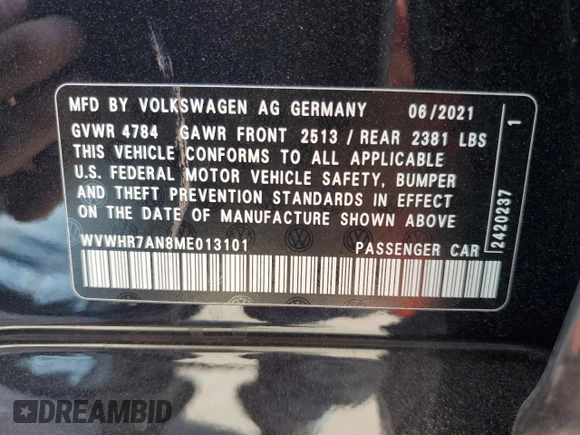 MFD BY VOLKSWAGEN AG GERMANY 06/2021
GVWR 4784 GAWR FRONT 2513 / REAR 2381 LBS
THIS VEHICLE CONFORMS TO ALL APPLICABLE
U.S. FEDERAL MOTOR VEHICLE SAFETY, BUMPER
AND THEFT PREVENTION STANDARDS IN EFFECT
ON THE DATE OF MANUFACTURE SHOWN ABOVE
WVWHR7AN8ME013101 PASSENGER CAR
2420237 1
DREAMBID